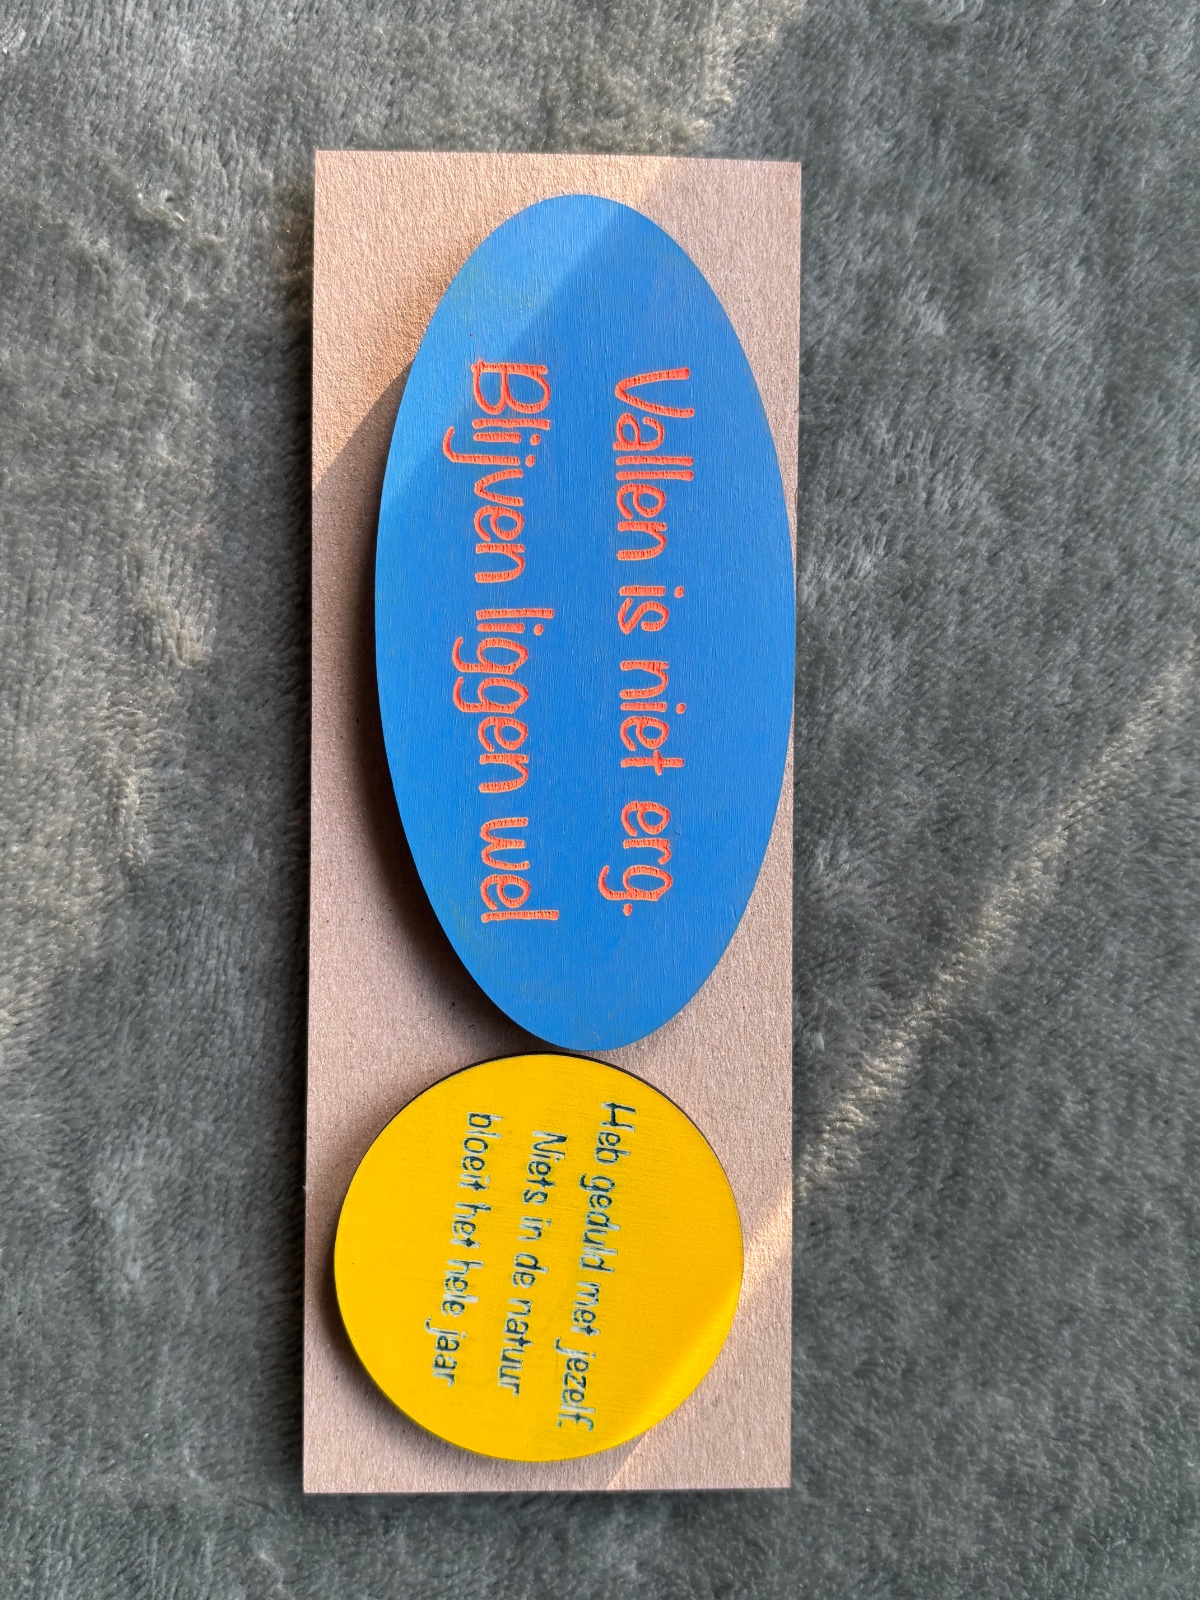 Vallen is niet erg.
Blijven liggen wel
Heb geduld met jezelf.
Niets in de natuur
bloeit het hele jaar